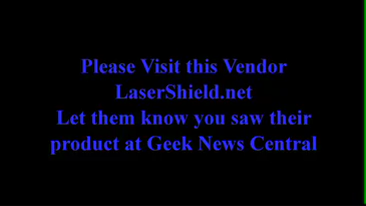 Please Visit this Vendor
LaserShield.net
Let them know you saw their
product at Geek News Central